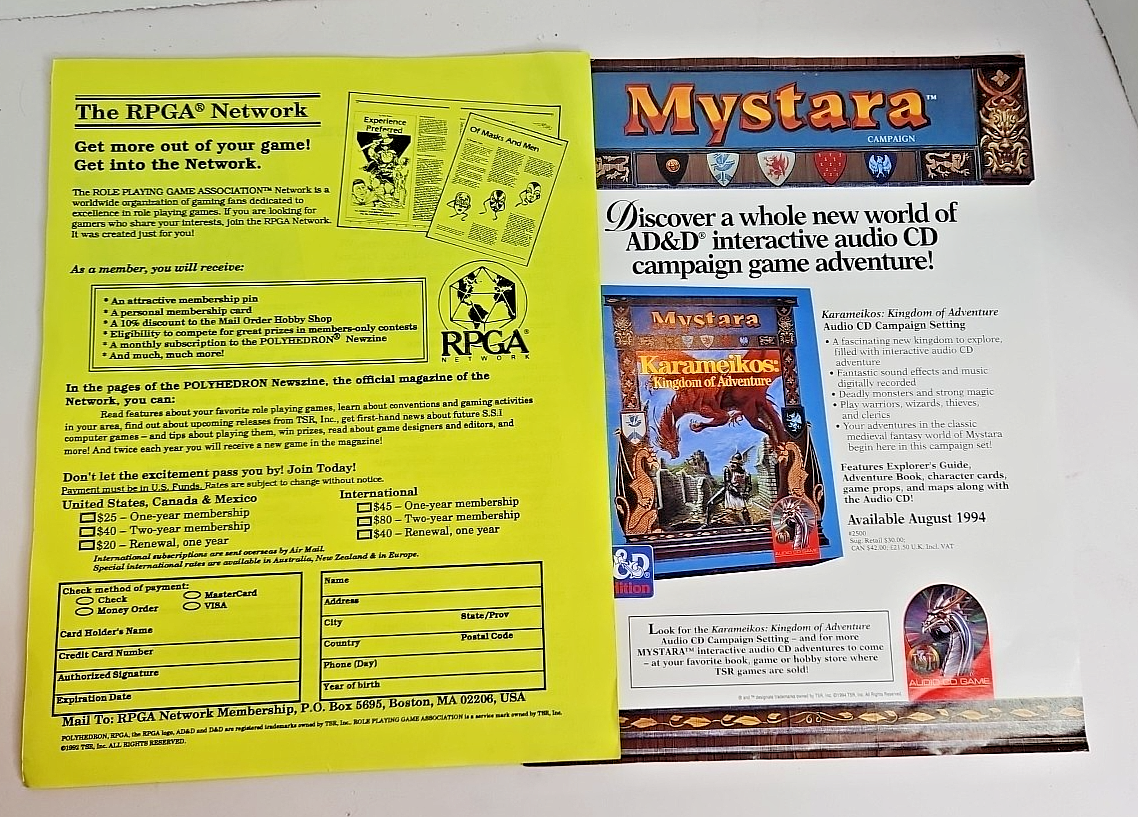 The RPGA® Network
Get more out of your game!
Get into the Network.
The ROLE PLAYING GAME ASSOCIATION™ Network is a
worldwide organization of gaming fans dedicated to
excellence in role playing games. If you are looking for
gamers who share your interests, join the RPGA Network.
It was created just for you!
Experience
Preferred
Of Masks And Men
As a member, you will receive:
* An attractive membership pin
* A personal membership card
* A 10% discount to the Mail Order Hobby Shop
* Eligibility to compete for great prizes in members-only contests
* A monthly subscription to the POLYHEDRON® Newzine
* And much, much more!
RPGA®
NETWORK
In the pages of the POLYHEDRON Newszine, the official magazine of the
Network, you can:
Read features about your favorite role playing games, learn about conventions and gaming activities
in your area, find out about upcoming releases from TSR, Inc., get first-hand news about future S.S.I
computer games – and tips about playing them, win prizes, read about game designers and editors, and
more! And twice each year you will receive a new game in the magazine!
Don't let the excitement pass you by! Join Today!
Payment must be in U.S. Funds. Rates are subject to change without notice.
United States, Canada & Mexico
$25 – One-year membership
$40 – Two-year membership
$20 – Renewal, one year
International
$45 – One-year membership
$80 – Two-year membership
$40 – Renewal, one year
International subscriptions are sent overseas by Air Mail.
Special international rates are available in Australia, New Zealand & in Europe.
Check method of payment:
Check
MasterCard
Money Order
VISA
Card Holder's Name
Credit Card Number
Authorized Signature
Expiration Date
Name
Address
City
State/Prov
Country
Postal Code
Phone (Day)
Year of birth
Mail To: RPGA Network Membership, P.O. Box 5695, Boston, MA 02206, USA
POLYHEDRON, RPGA, the RPGA logo, AD&D and D&D are registered trademarks owned by TSR, Inc. ROLE PLAYING GAME ASSOCIATION is a service mark owned by TSR, Inc.
©1992 TSR, Inc. ALL RIGHTS RESERVED.
Mystara™
CAMPAIGN
Discover a whole new world of
AD&D® interactive audio CD
campaign game adventure!
Mystara
Karameikos:
Kingdom of Adventure
AUDIO CD GAME
&D®
ition
Karameikos: Kingdom of Adventure
Audio CD Campaign Setting
• A fascinating new kingdom to explore,
filled with interactive audio CD
adventure
• Fantastic sound effects and music
digitally recorded
• Deadly monsters and strong magic
• Play warriors, wizards, thieves,
and clerics
• Your adventures in the classic
medieval fantasy world of Mystara
begin here in this campaign set!
Features Explorer's Guide,
Adventure Book, character cards,
game props, and maps along with
the Audio CD!
Available August 1994
#2500
Sug. Retail $30.00;
CAN $42.00; £21.50 U.K. Incl. VAT
Look for the Karameikos: Kingdom of Adventure
Audio CD Campaign Setting – and for more
MYSTARA™ interactive audio CD adventures to come
– at your favorite book, game or hobby store where
TSR games are sold!
AUDIO CD GAME
® and ™ designate trademarks owned by TSR, Inc. ©1994 TSR, Inc. All Rights Reserved.